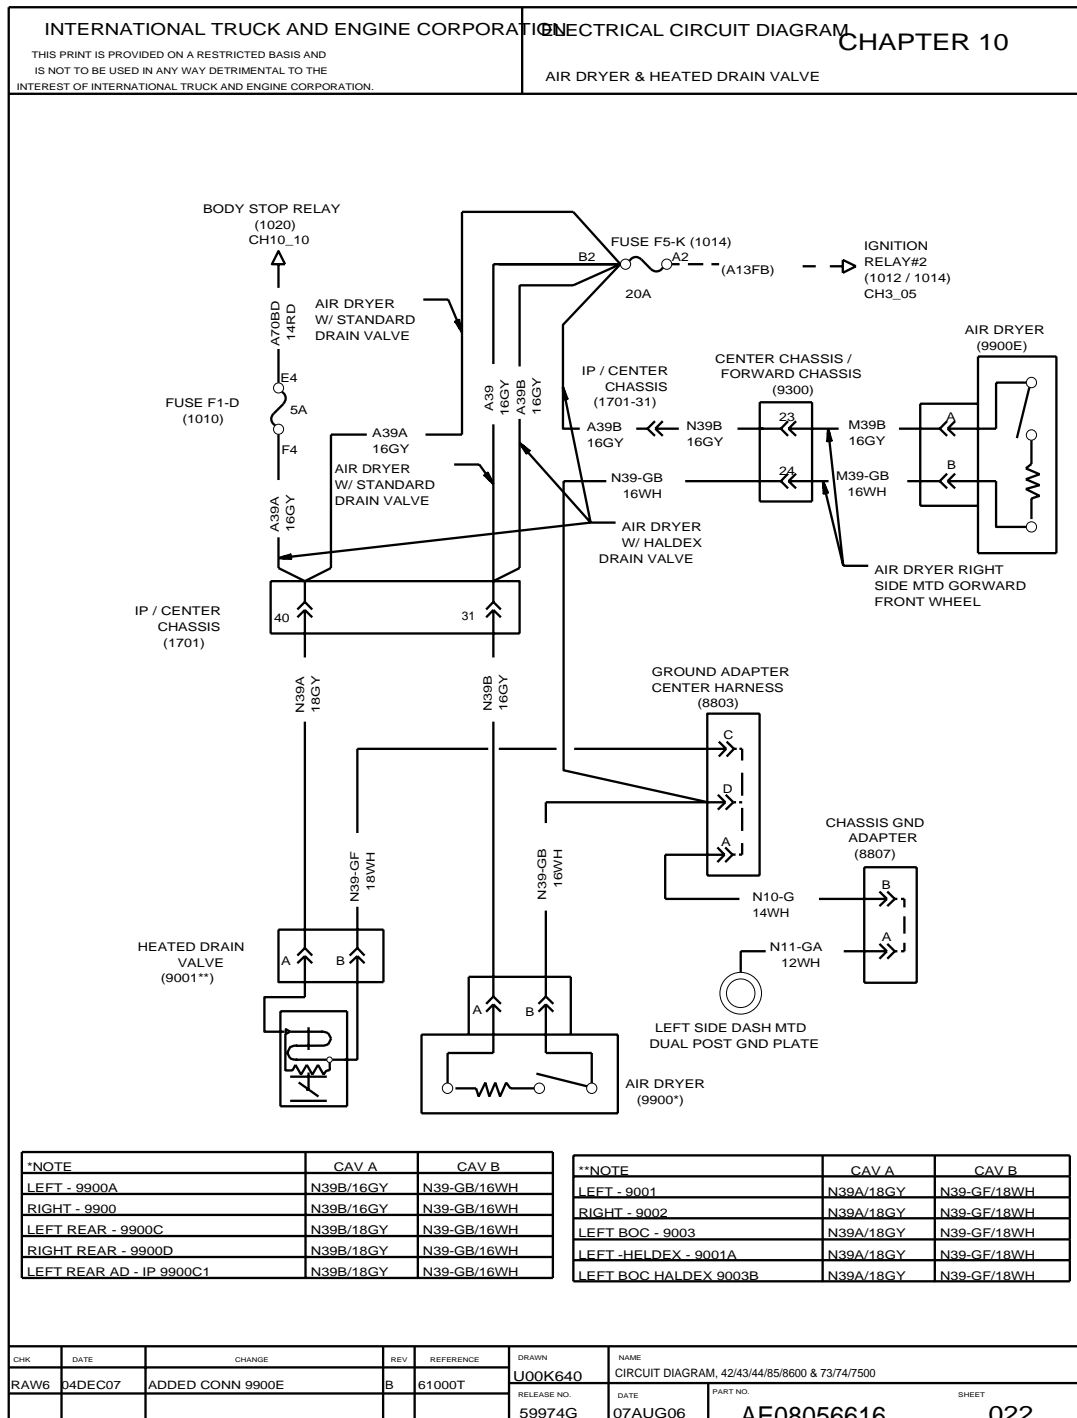 INTERNATIONAL TRUCK AND ENGINE CORPORATION
THIS PRINT IS PROVIDED ON A RESTRICTED BASIS AND
IS NOT TO BE USED IN ANY WAY DETRIMENTAL TO THE
INTEREST OF INTERNATIONAL TRUCK AND ENGINE CORPORATION.
ELECTRICAL CIRCUIT DIAGRAM
CHAPTER 10
AIR DRYER & HEATED DRAIN VALVE
BODY STOP RELAY
(1020)
CH10_10
A70BD
14RD
E4
FUSE F1-D
(1010)
5A
F4
A39A
16GY
AIR DRYER
W/ STANDARD
DRAIN VALVE
A39A
16GY
AIR DRYER
W/ STANDARD
DRAIN VALVE
A39
16GY
A39B
16GY
B2
FUSE F5-K (1014)
A2
(A13FB)
20A
IGNITION
RELAY#2
(1012 / 1014)
CH3_05
IP / CENTER
CHASSIS
(1701-31)
A39B
16GY
N39B
16GY
CENTER CHASSIS /
FORWARD CHASSIS
(9300)
23
24
M39B
16GY
N39-GB
16WH
M39-GB
16WH
AIR DRYER
(9900E)
A
B
AIR DRYER
W/ HALDEX
DRAIN VALVE
AIR DRYER RIGHT
SIDE MTD GORWARD
FRONT WHEEL
IP / CENTER
CHASSIS
(1701)
40
31
N39A
18GY
N39B
16GY
GROUND ADAPTER
CENTER HARNESS
(8803)
C
D
A
N39-GF
18WH
N39-GB
16WH
CHASSIS GND
ADAPTER
(8807)
B
A
N10-G
14WH
N11-GA
12WH
LEFT SIDE DASH MTD
DUAL POST GND PLATE
HEATED DRAIN
VALVE
(9001**)
A
B
A
B
AIR DRYER
(9900*)
*NOTE CAV A CAV B
LEFT - 9900A N39B/16GY N39-GB/16WH
RIGHT - 9900 N39B/16GY N39-GB/16WH
LEFT REAR - 9900C N39B/18GY N39-GB/16WH
RIGHT REAR - 9900D N39B/18GY N39-GB/16WH
LEFT REAR AD - IP 9900C1 N39B/18GY N39-GB/16WH
**NOTE CAV A CAV B
LEFT - 9001 N39A/18GY N39-GF/18WH
RIGHT - 9002 N39A/18GY N39-GF/18WH
LEFT BOC - 9003 N39A/18GY N39-GF/18WH
LEFT -HELDEX - 9001A N39A/18GY N39-GF/18WH
LEFT BOC HALDEX 9003B N39A/18GY N39-GF/18WH
CHK DATE CHANGE REV REFERENCE
RAW6 04DEC07 ADDED CONN 9900E B 61000T
DRAWN
U00K640
NAME
CIRCUIT DIAGRAM, 42/43/44/85/8600 & 73/74/7500
RELEASE NO.
59974G
DATE
07AUG06
PART NO.
AE08056616
SHEET
022